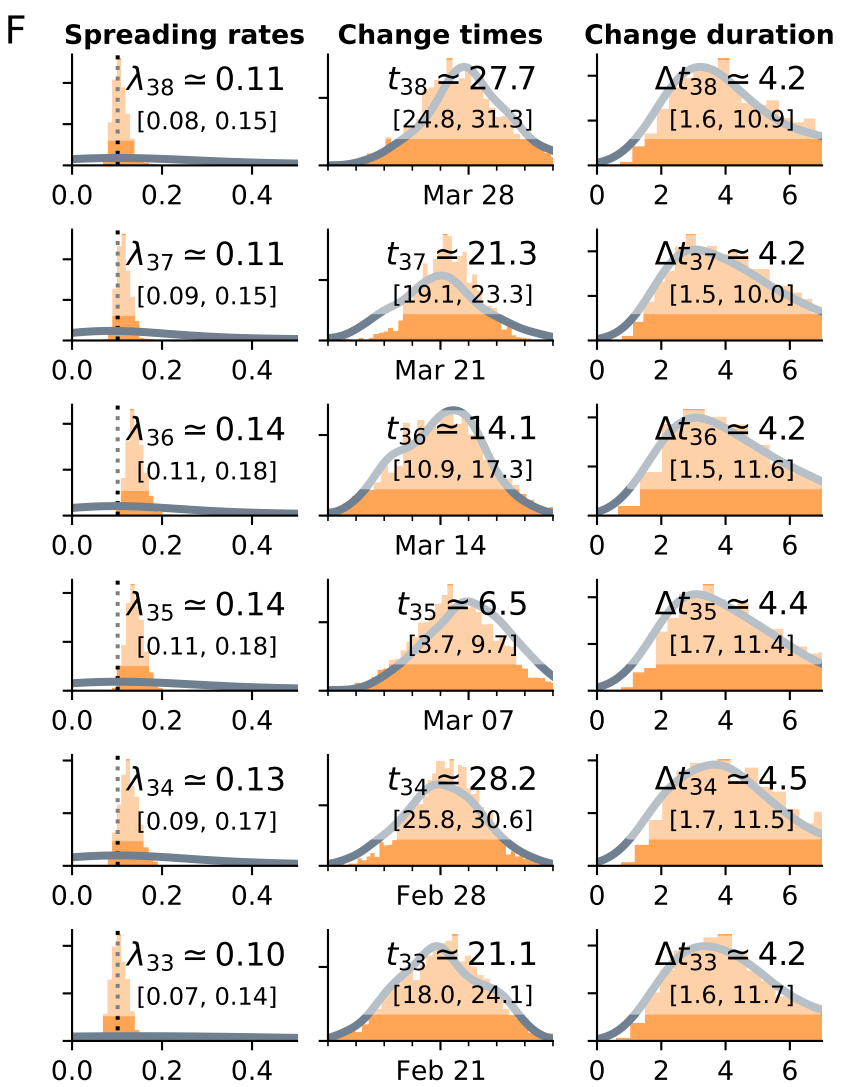 F
Spreading rates Change times Change duration
λ38 ≃ 0.11 t38 ≃ 27.7 Δt38 ≃ 4.2
[0.08, 0.15] [24.8, 31.3] [1.6, 10.9]
0.0 0.2 0.4 Mar 28 0 2 4 6
λ37 ≃ 0.11 t37 ≃ 21.3 Δt37 ≃ 4.2
[0.09, 0.15] [19.1, 23.3] [1.5, 10.0]
0.0 0.2 0.4 Mar 21 0 2 4 6
λ36 ≃ 0.14 t36 ≃ 14.1 Δt36 ≃ 4.2
[0.11, 0.18] [10.9, 17.3] [1.5, 11.6]
0.0 0.2 0.4 Mar 14 0 2 4 6
λ35 ≃ 0.14 t35 ≃ 6.5 Δt35 ≃ 4.4
[0.11, 0.18] [3.7, 9.7] [1.7, 11.4]
0.0 0.2 0.4 Mar 07 0 2 4 6
λ34 ≃ 0.13 t34 ≃ 28.2 Δt34 ≃ 4.5
[0.09, 0.17] [25.8, 30.6] [1.7, 11.5]
0.0 0.2 0.4 Feb 28 0 2 4 6
λ33 ≃ 0.10 t33 ≃ 21.1 Δt33 ≃ 4.2
[0.07, 0.14] [18.0, 24.1] [1.6, 11.7]
0.0 0.2 0.4 Feb 21 0 2 4 6